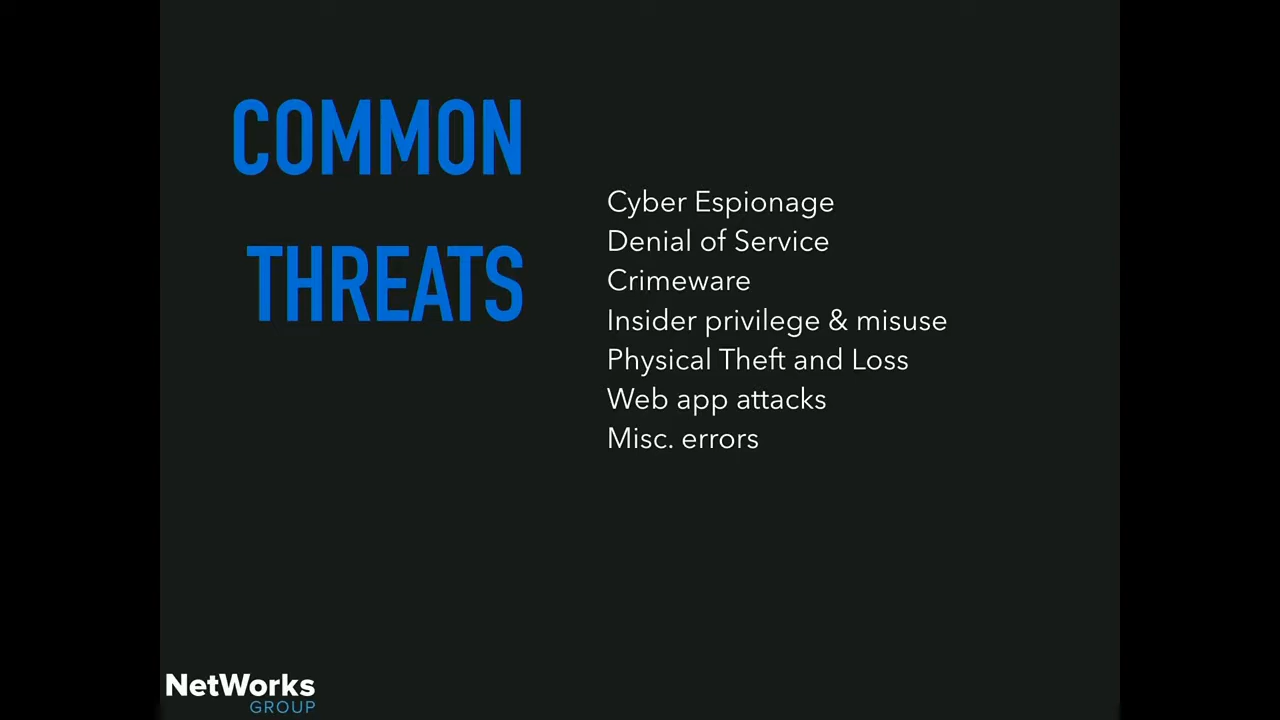 COMMON
THREATS
Cyber Espionage
Denial of Service
Crimeware
Insider privilege & misuse
Physical Theft and Loss
Web app attacks
Misc. errors
NetWorks
GROUP